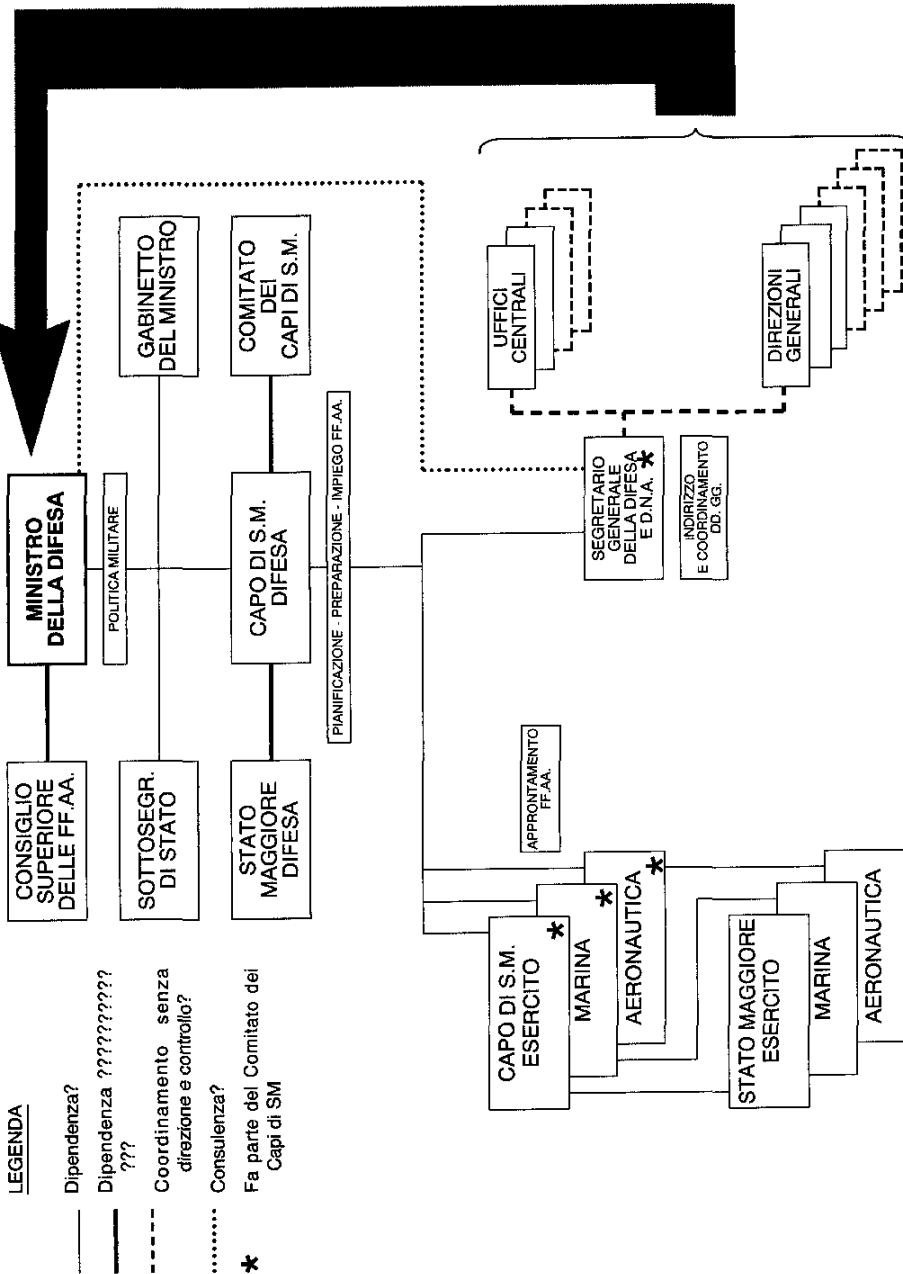 LEGENDA
Dipendenza?
Dipendenza ??????????
???
Coordinamento senza
direzione e controllo?
Consulenza?
* Fa parte del Comitato dei
Capi di SM
CONSIGLIO
SUPERIORE
DELLE FF.AA.
MINISTRO
DELLA DIFESA
POLITICA MILITARE
SOTTOSEGR.
DI STATO
GABINETTO
DEL MINISTRO
STATO
MAGGIORE
DIFESA
CAPO DI S.M.
DIFESA
COMITATO
DEI
CAPI DI S.M.
PIANIFICAZIONE - PREPARAZIONE - IMPIEGO FF.AA.
CAPO DI S.M.
ESERCITO
*
MARINA
*
AERONAUTICA
*
APPRONTAMENTO
FF.AA.
STATO MAGGIORE
ESERCITO
MARINA
AERONAUTICA
SEGRETARIO
GENERALE
DELLA DIFESA
E D.N.A. *
INDIRIZZO
E COORDINAMENTO
DD. GG.
UFFICI
CENTRALI
DIREZIONI
GENERALI